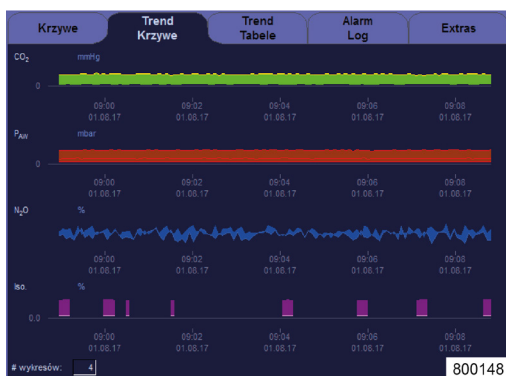 Krzywe
Trend Krzywe
Trend Tabele
Alarm Log
Extras
CO₂ mmHg
0
09:00 09:02 09:04 09:06 09:08
01.08.17 01.08.17 01.08.17 01.08.17 01.08.17
PAW mbar
0
09:00 09:02 09:04 09:06 09:08
01.08.17 01.08.17 01.08.17 01.08.17 01.08.17
N₂O %
09:00 09:02 09:04 09:06 09:08
01.08.17 01.08.17 01.08.17 01.08.17 01.08.17
Iso. %
0.0
09:00 09:02 09:04 09:06 09:08
01.08.17 01.08.17 01.08.17 01.08.17 01.08.17
# wykresów: 4
800148